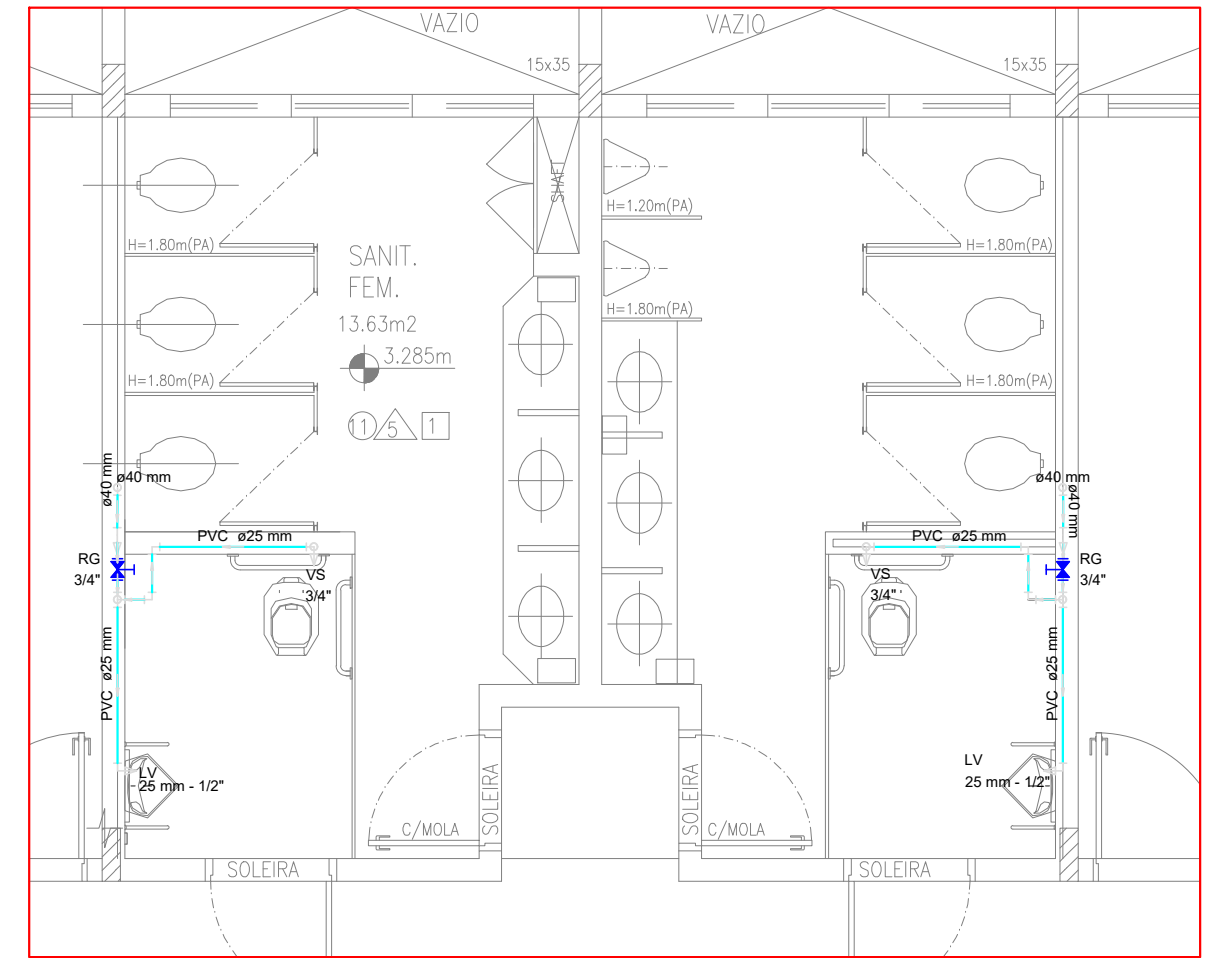 VAZIO
VAZIO
15x35
15x35
SHAFT
H=1.20m(PA)
H=1.80m(PA)
H=1.80m(PA)
SANIT.
FEM.
13.63m2
3.285m
H=1.80m(PA)
H=1.80m(PA)
H=1.80m(PA)
11
5
1
ø40 mm
ø40 mm
ø40 mm
ø40 mm
PVC ø25 mm
PVC ø25 mm
RG
3/4"
VS
3/4"
VS
3/4"
RG
3/4"
PVC ø25 mm
PVC ø25 mm
LV
25 mm - 1/2"
LV
25 mm - 1/2"
C/MOLA
SOLEIRA
SOLEIRA
C/MOLA
SOLEIRA
SOLEIRA